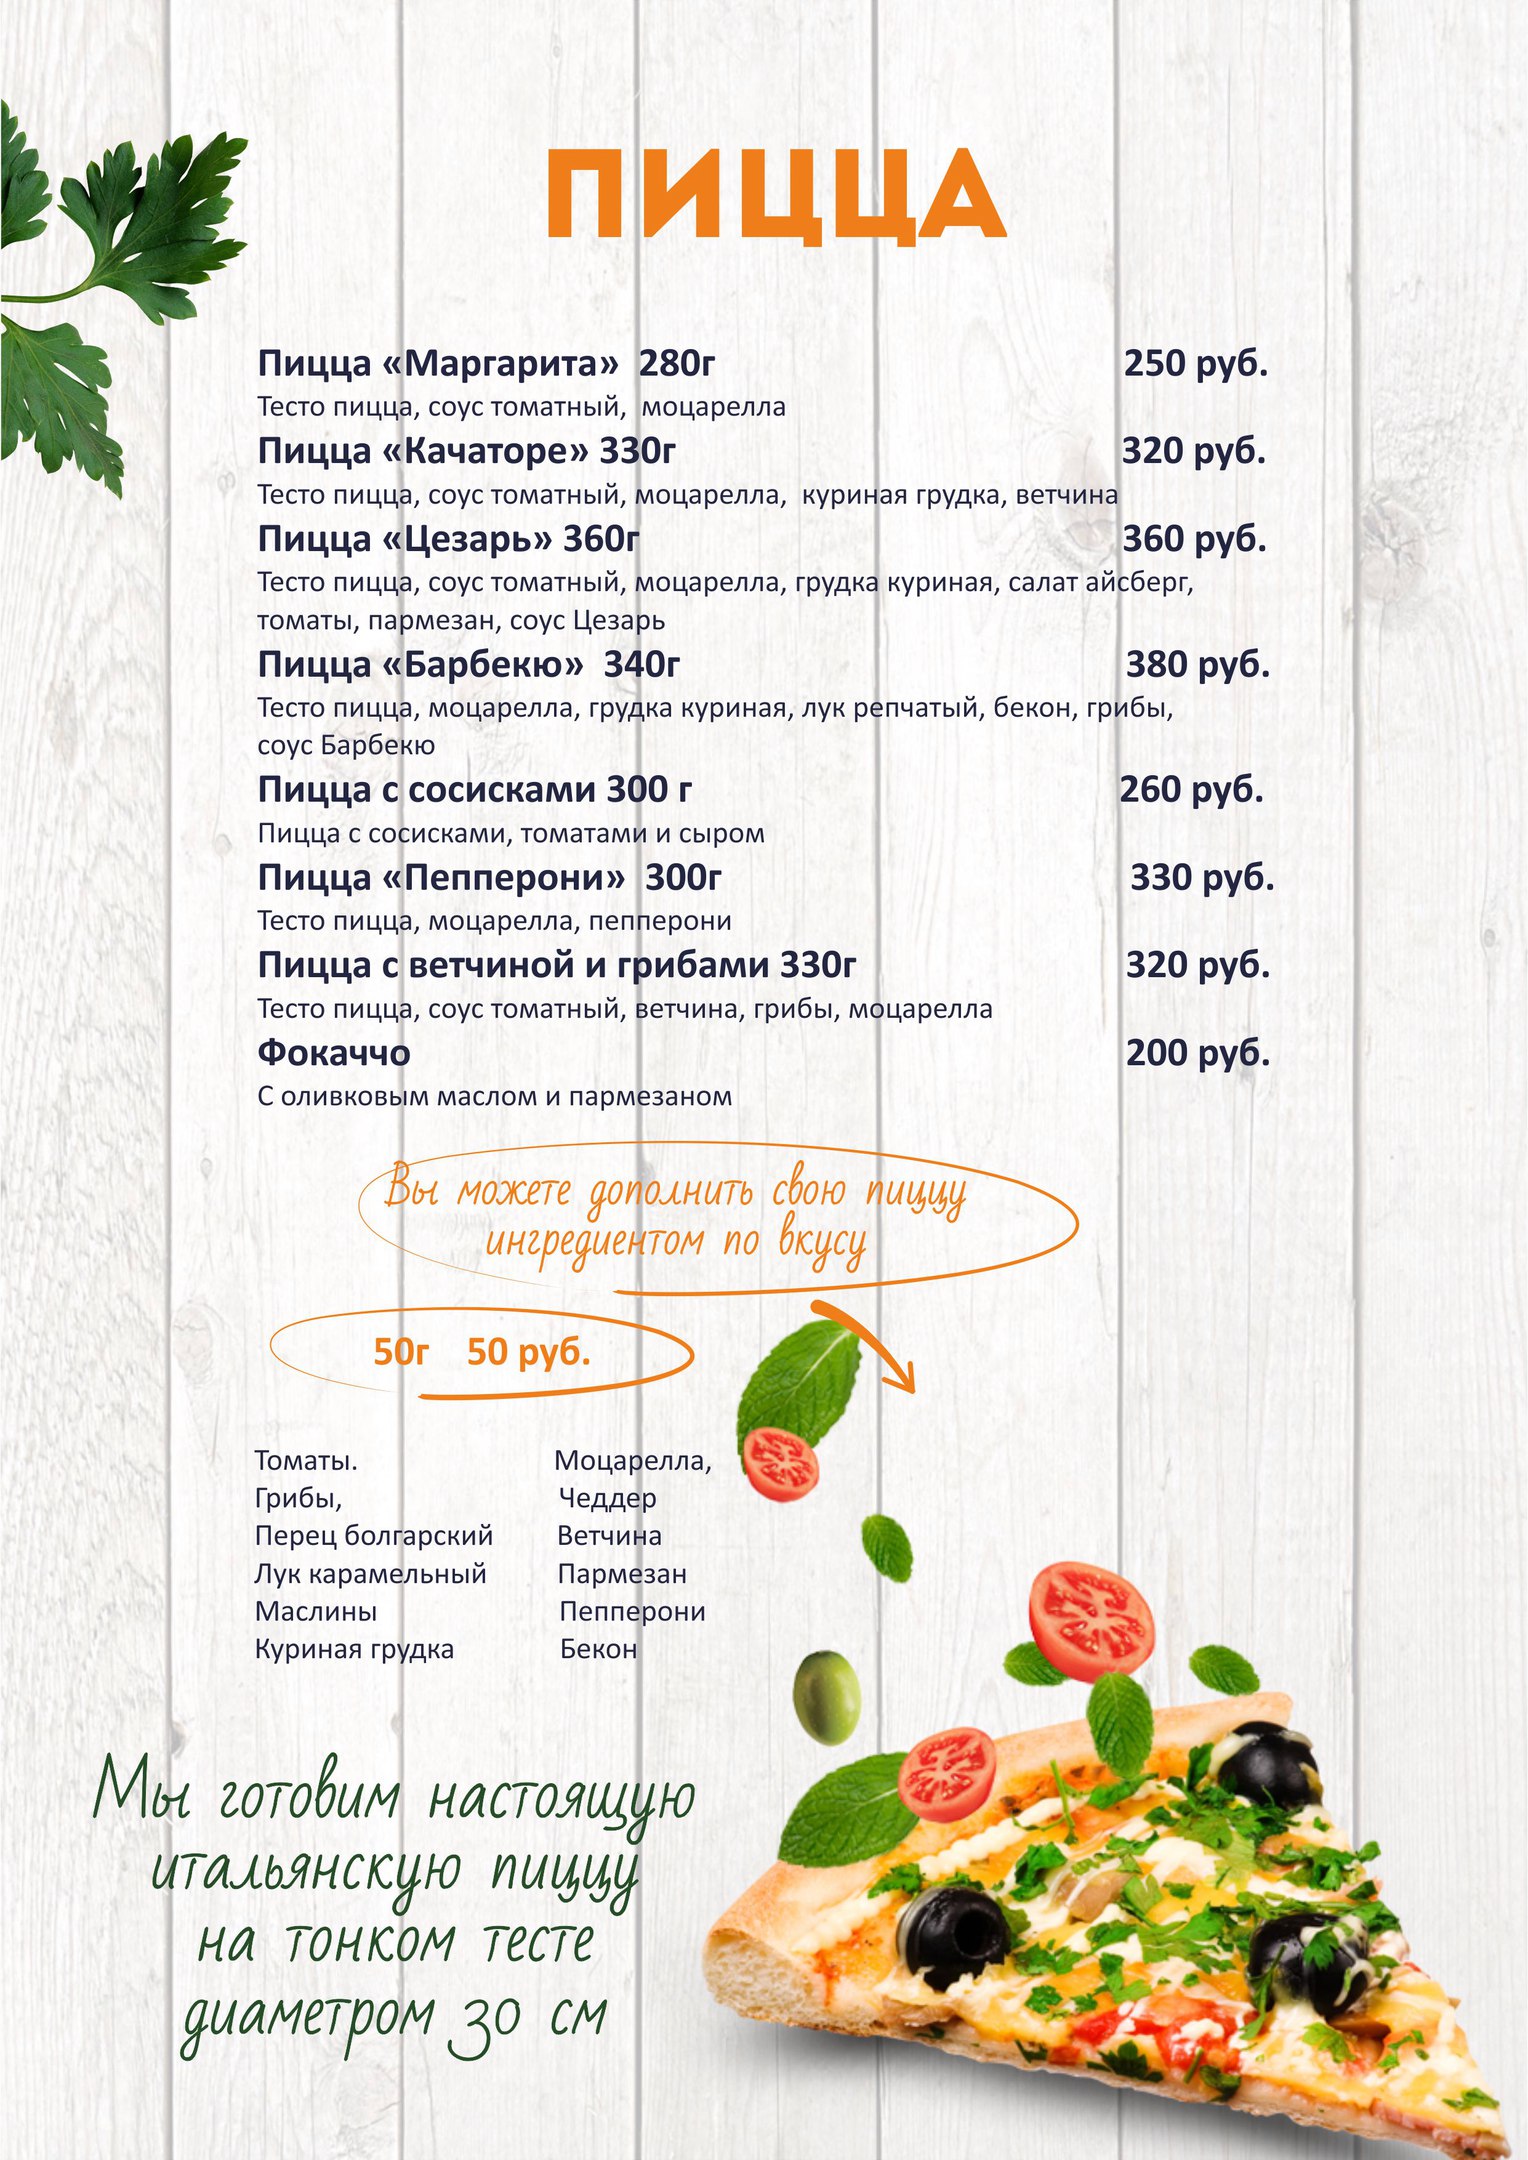 ПИЦЦА
Пицца «Маргарита» 280г 250 руб.
Тесто пицца, соус томатный, моцарелла
Пицца «Качаторе» 330г 320 руб.
Тесто пицца, соус томатный, моцарелла, куриная грудка, ветчина
Пицца «Цезарь» 360г 360 руб.
Тесто пицца, соус томатный, моцарелла, грудка куриная, салат айсберг,
томаты, пармезан, соус Цезарь
Пицца «Барбекю» 340г 380 руб.
Тесто пицца, моцарелла, грудка куриная, лук репчатый, бекон, грибы,
соус Барбекю
Пицца с сосисками 300 г 260 руб.
Пицца с сосисками, томатами и сыром
Пицца «Пепперони» 300г 330 руб.
Тесто пицца, моцарелла, пепперони
Пицца с ветчиной и грибами 330г 320 руб.
Тесто пицца, соус томатный, ветчина, грибы, моцарелла
Фокаччо 200 руб.
С оливковым маслом и пармезаном
Вы можете дополнить свою пиццу
ингредиентом по вкусу
50г 50 руб.
Томаты. Моцарелла,
Грибы, Чеддер
Перец болгарский Ветчина
Лук карамельный Пармезан
Маслины Пепперони
Куриная грудка Бекон
Мы готовим настоящую
итальянскую пиццу
на тонком тесте
диаметром 30 см